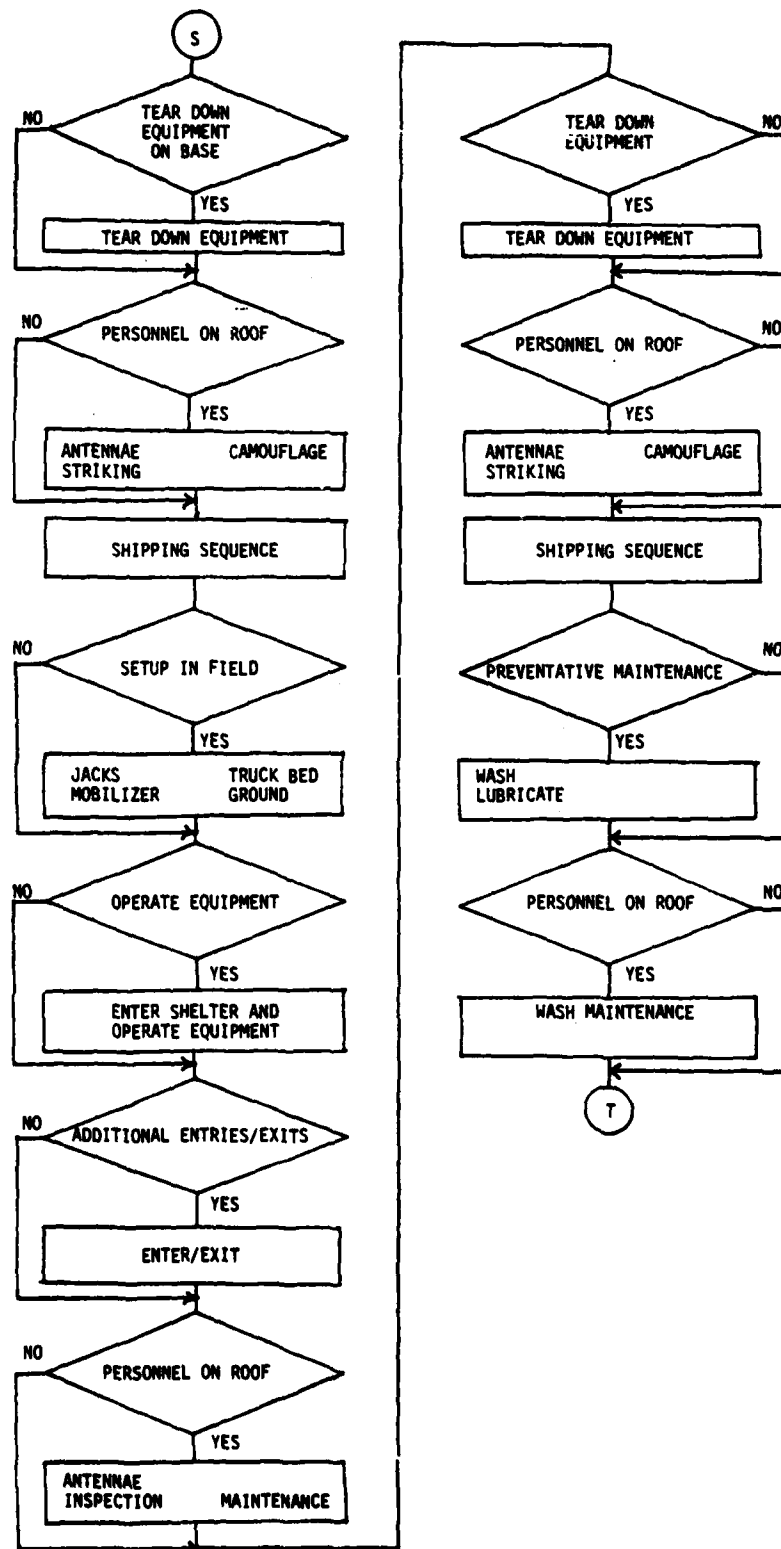 S
NO
TEAR DOWN
EQUIPMENT
ON BASE
YES
TEAR DOWN EQUIPMENT
NO
PERSONNEL ON ROOF
YES
ANTENNAE CAMOUFLAGE
STRIKING
SHIPPING SEQUENCE
NO
SETUP IN FIELD
YES
JACKS TRUCK BED
MOBILIZER GROUND
NO
OPERATE EQUIPMENT
YES
ENTER SHELTER AND
OPERATE EQUIPMENT
NO
ADDITIONAL ENTRIES/EXITS
YES
ENTER/EXIT
NO
PERSONNEL ON ROOF
YES
ANTENNAE
INSPECTION MAINTENANCE
TEAR DOWN
EQUIPMENT
NO
YES
TEAR DOWN EQUIPMENT
PERSONNEL ON ROOF
NO
YES
ANTENNAE CAMOUFLAGE
STRIKING
SHIPPING SEQUENCE
PREVENTATIVE MAINTENANCE
NO
YES
WASH
LUBRICATE
PERSONNEL ON ROOF
NO
YES
WASH MAINTENANCE
T